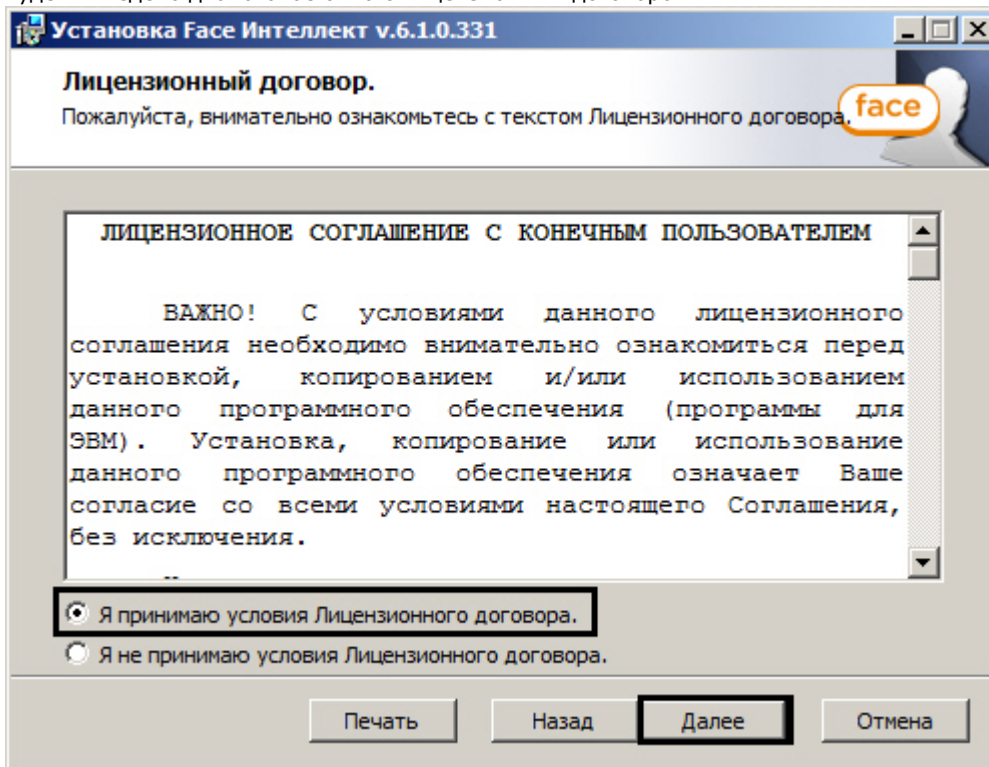 Установка Face Интеллект v.6.1.0.331
Лицензионный договор.
Пожалуйста, внимательно ознакомьтесь с текстом Лицензионного договора.
face
ЛИЦЕНЗИОННОЕ СОГЛАШЕНИЕ С КОНЕЧНЫМ ПОЛЬЗОВАТЕЛЕМ
ВАЖНО! С условиями данного лицензионного
соглашения необходимо внимательно ознакомиться перед
установкой, копированием и/или использованием
данного программного обеспечения (программы для
ЭВМ). Установка, копирование или использование
данного программного обеспечения означает Ваше
согласие со всеми условиями настоящего Соглашения,
без исключения.
Я принимаю условия Лицензионного договора.
Я не принимаю условия Лицензионного договора.
Печать Назад Далее Отмена